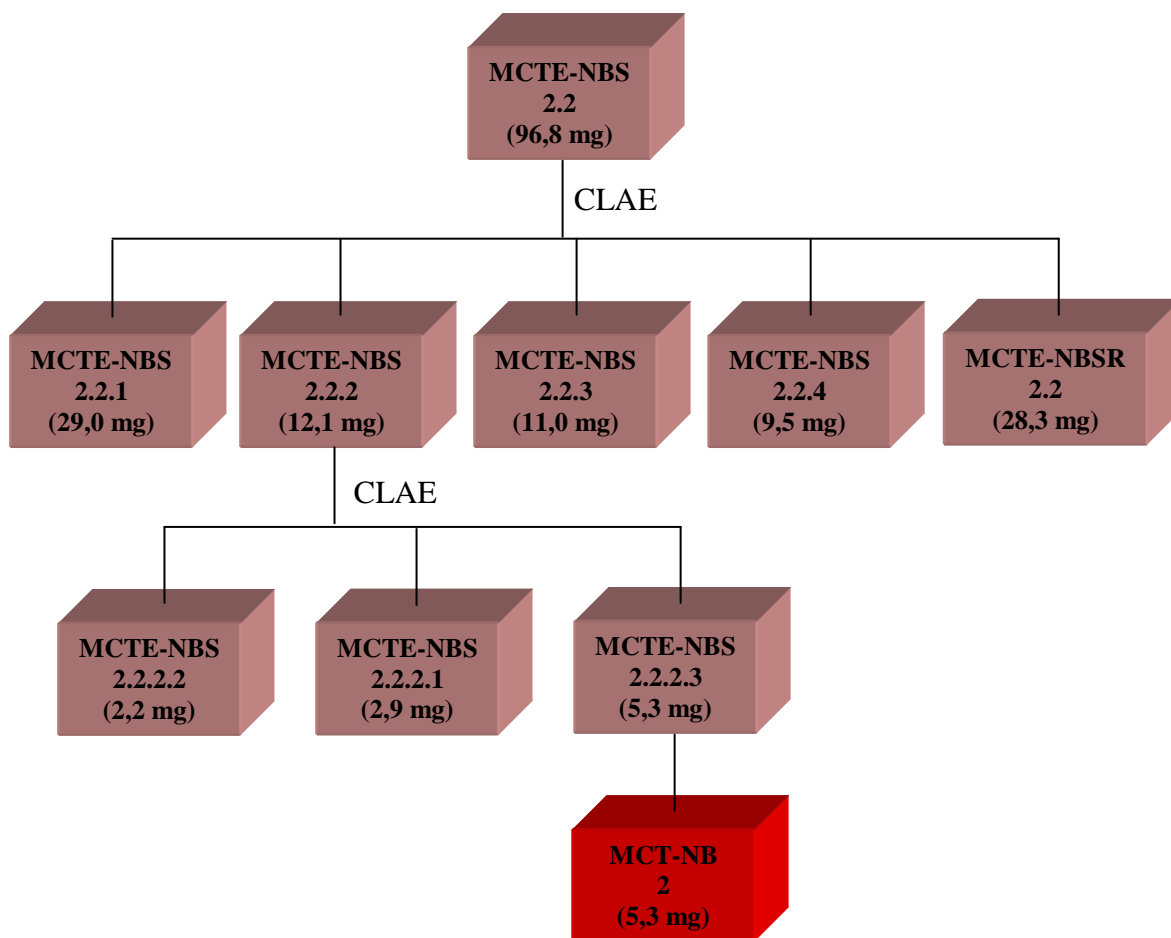 MCTE-NBS
2.2
(96,8 mg)
CLAE
MCTE-NBS
2.2.1
(29,0 mg)
MCTE-NBS
2.2.2
(12,1 mg)
MCTE-NBS
2.2.3
(11,0 mg)
MCTE-NBS
2.2.4
(9,5 mg)
MCTE-NBSR
2.2
(28,3 mg)
CLAE
MCTE-NBS
2.2.2.2
(2,2 mg)
MCTE-NBS
2.2.2.1
(2,9 mg)
MCTE-NBS
2.2.2.3
(5,3 mg)
MCT-NB
2
(5,3 mg)